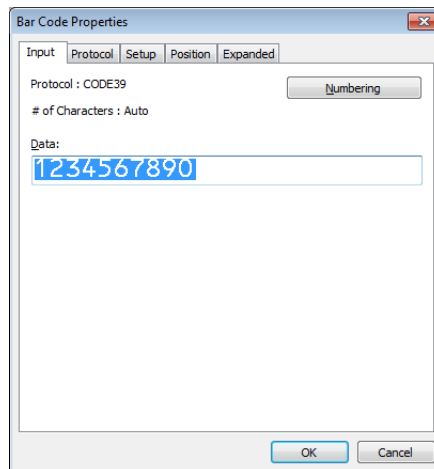 Bar Code Properties
Input Protocol Setup Position Expanded
Protocol : CODE39
Numbering
# of Characters : Auto
Data:
1234567890
OK Cancel